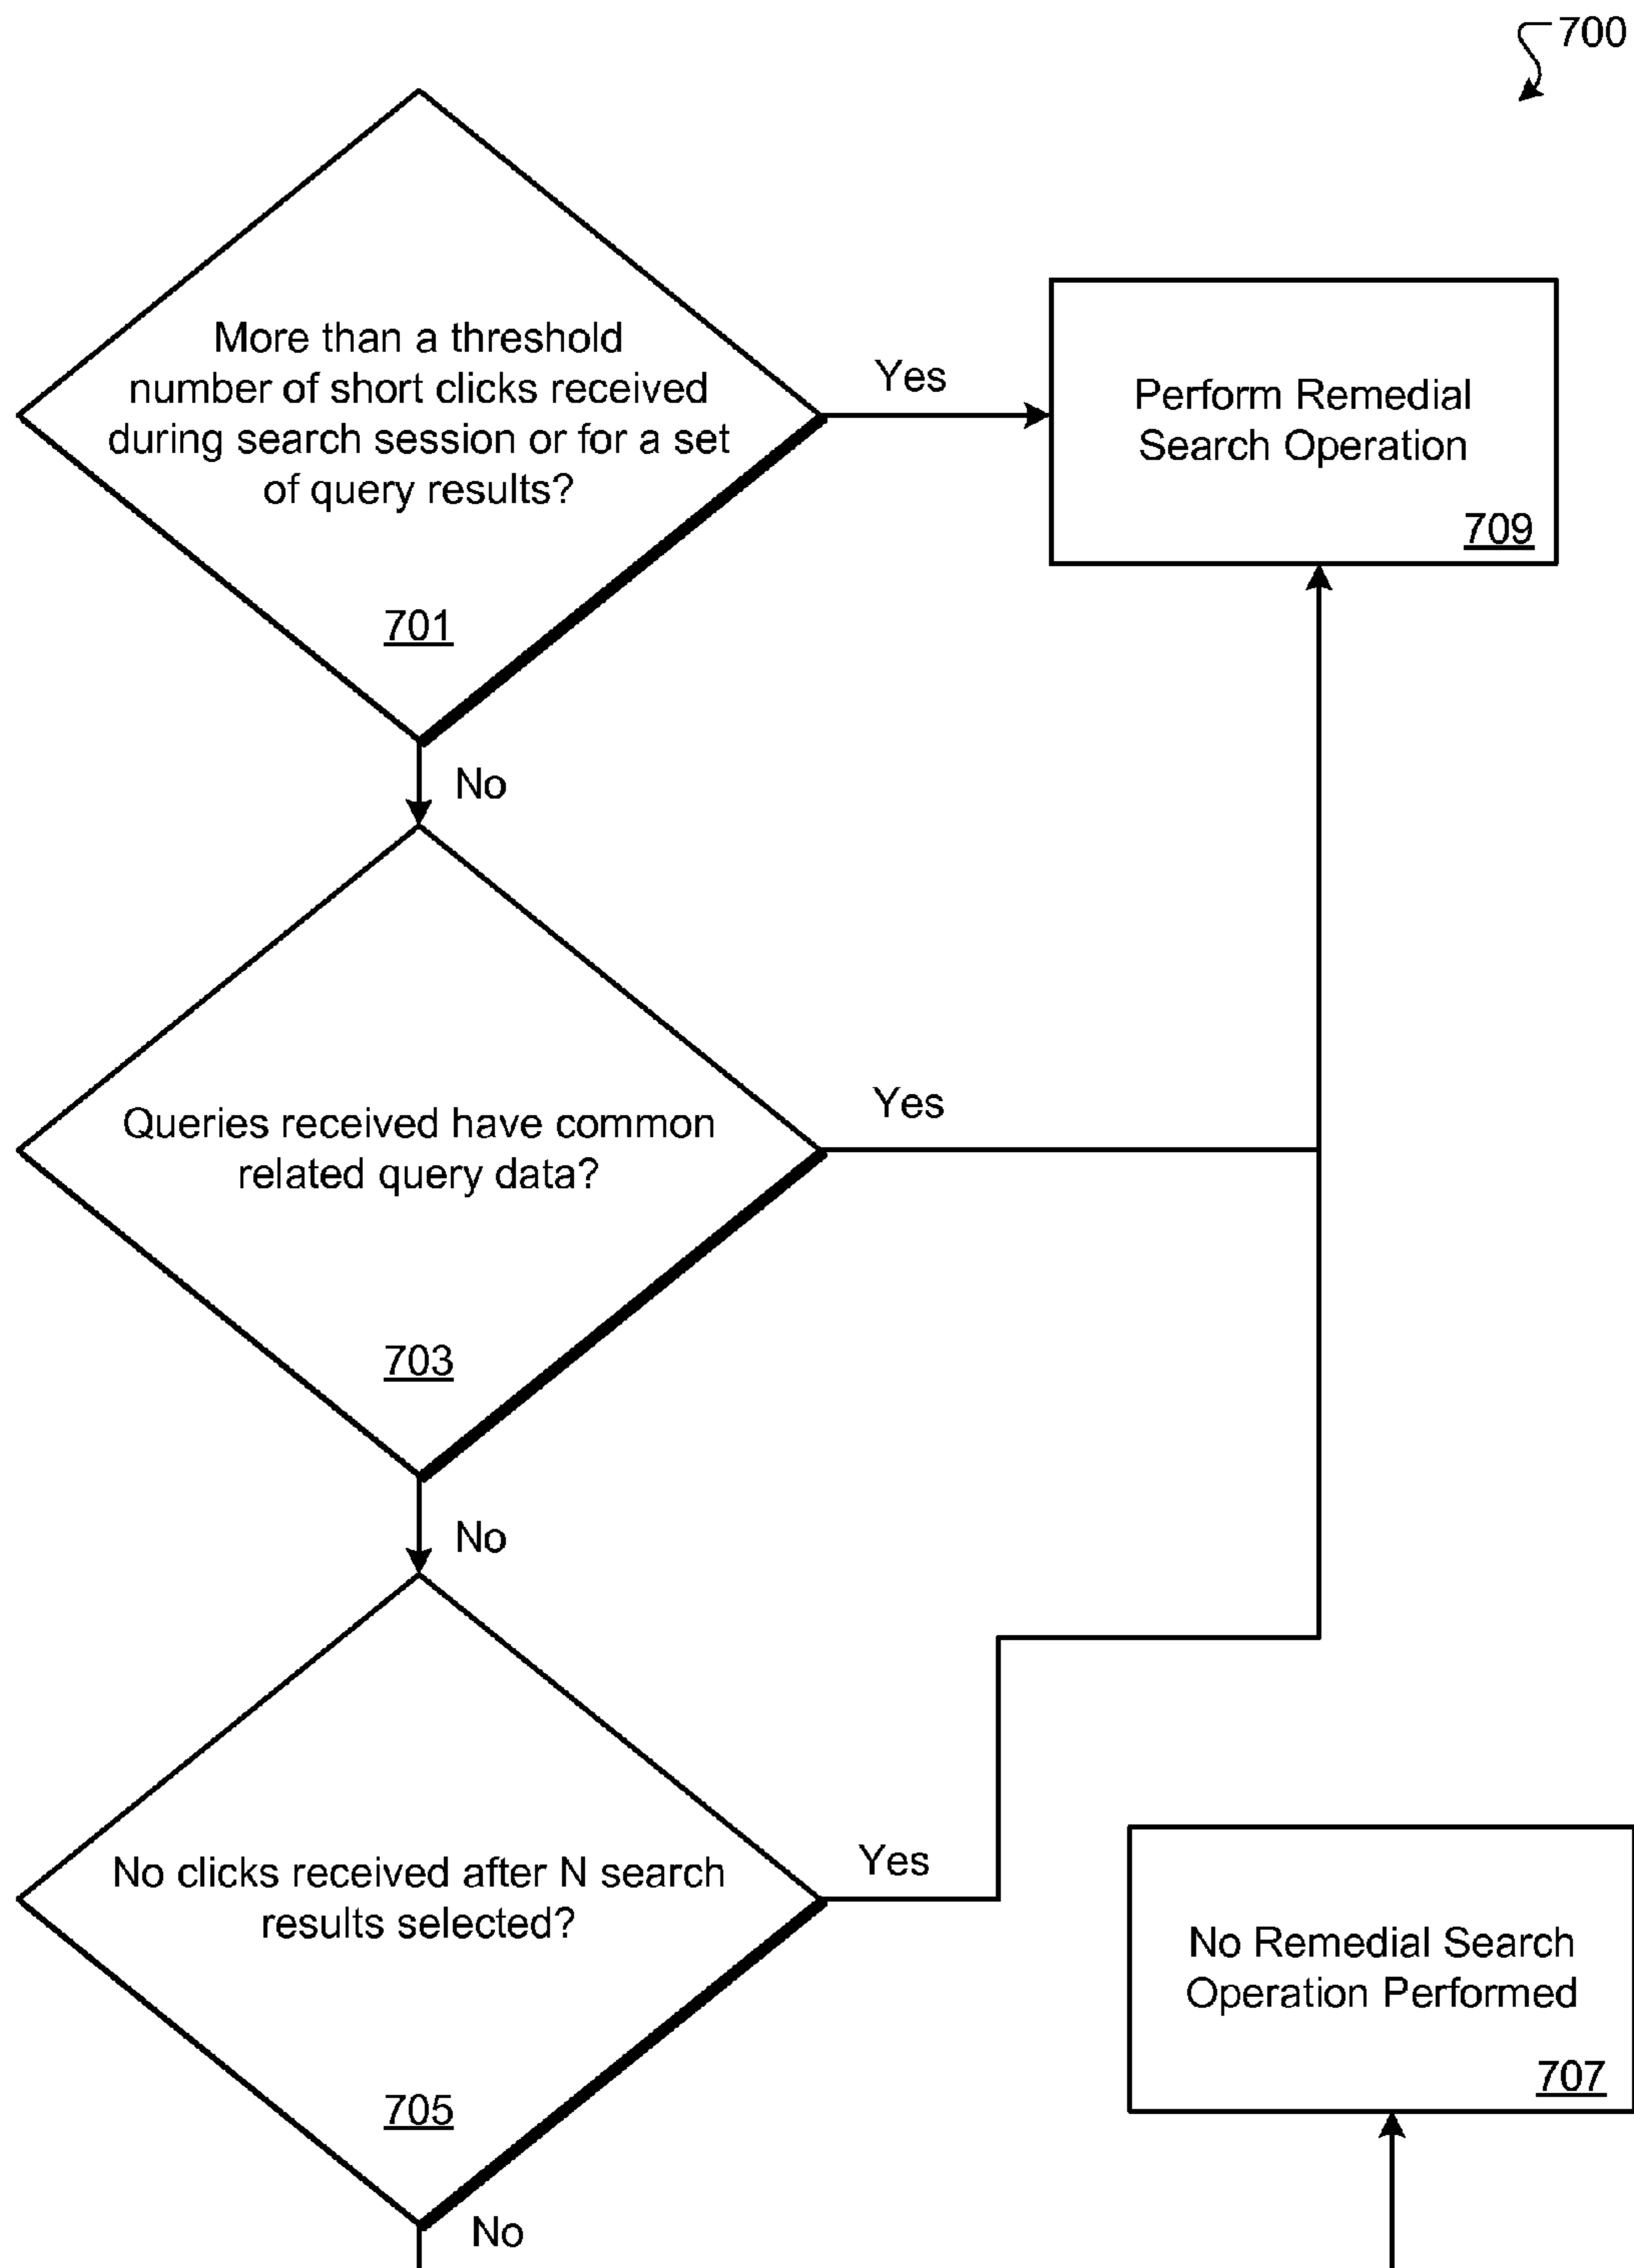 700
More than a threshold
number of short clicks received
during search session or for a set
of query results?
701
Yes
Perform Remedial
Search Operation
709
No
Queries received have common
related query data?
703
Yes
No
No clicks received after N search
results selected?
705
Yes
No Remedial Search
Operation Performed
707
No